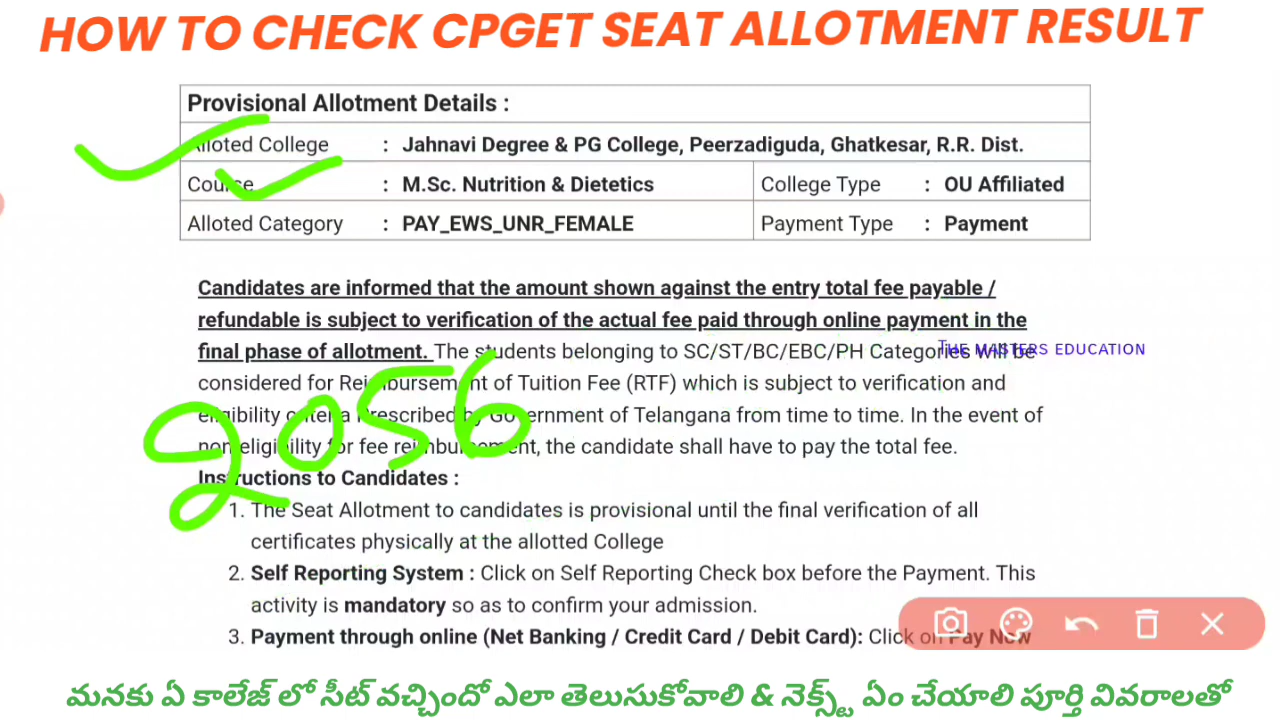 HOW TO CHECK CPGET SEAT ALLOTMENT RESULT
Provisional Allotment Details :
Alloted College : Jahnavi Degree & PG College, Peerzadiguda, Ghatkesar, R.R. Dist.
Course : M.Sc. Nutrition & Dietetics College Type : OU Affiliated
Alloted Category : PAY_EWS_UNR_FEMALE Payment Type : Payment
Candidates are informed that the amount shown against the entry total fee payable /
refundable is subject to verification of the actual fee paid through online payment in the
final phase of allotment. The students belonging to SC/ST/BC/EBC/PH Categories will be
THE MASTERS EDUCATION
considered for Reimbursement of Tuition Fee (RTF) which is subject to verification and
eligibility criteria Prescribed by Government of Telangana from time to time. In the event of
non eligibility for fee reimbursement, the candidate shall have to pay the total fee.
2056
Instructions to Candidates :
1. The Seat Allotment to candidates is provisional until the final verification of all
certificates physically at the allotted College
2. Self Reporting System : Click on Self Reporting Check box before the Payment. This
activity is mandatory so as to confirm your admission.
3. Payment through online (Net Banking / Credit Card / Debit Card): Click on Pay Now
మనకు ఏ కాలేజ్ లో సీట్ వచ్చిందో ఎలా తెలుసుకోవాలి & నెక్స్ట్ ఏం చేయాలి పూర్తి వివరాలతో